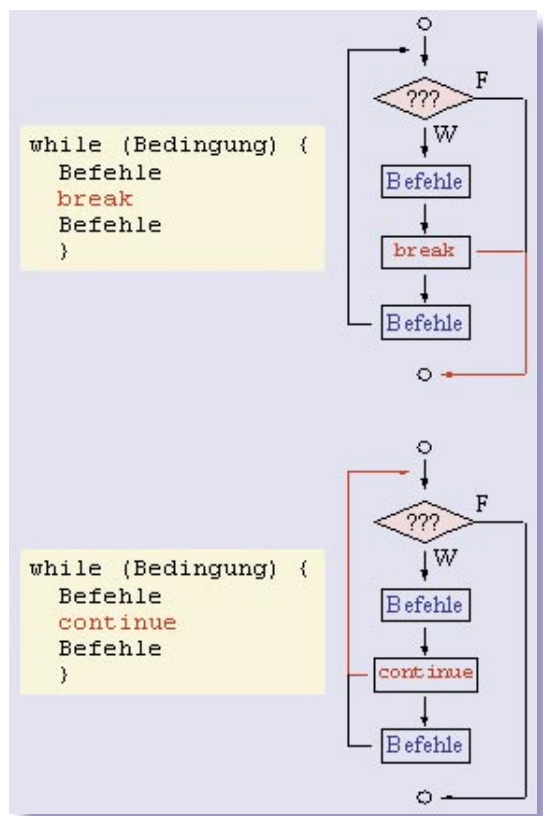 while (Bedingung) {
Befehle
break
Befehle
}
???
F
W
Befehle
break
Befehle
while (Bedingung) {
Befehle
continue
Befehle
}
???
F
W
Befehle
continue
Befehle